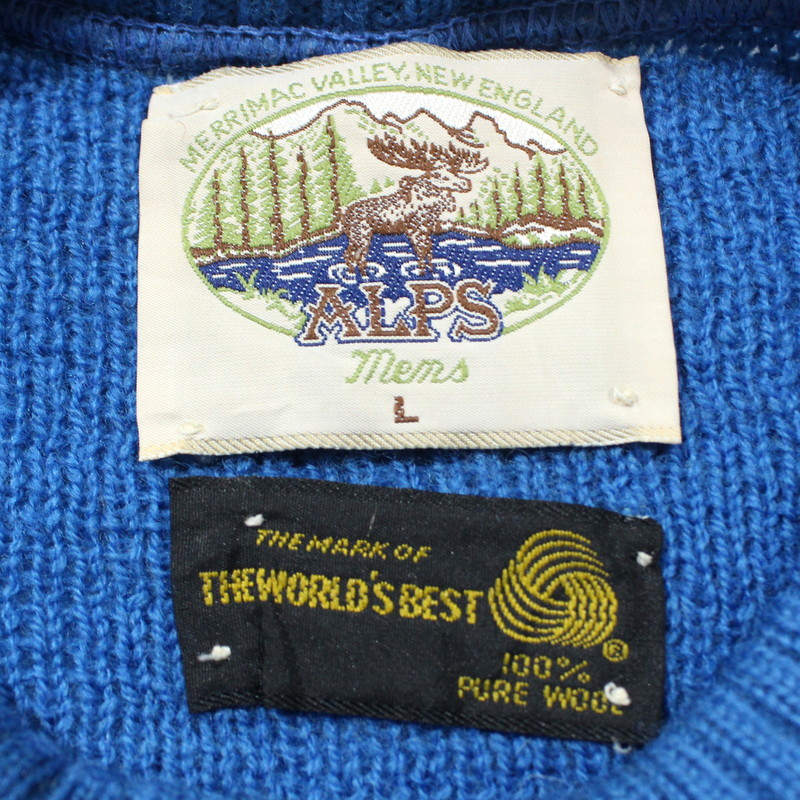 MERRIMAC VALLEY, NEW ENGLAND
ALPS
Mens
L
THE MARK OF
THE WORLD'S BEST
®
100%
PURE WOOL